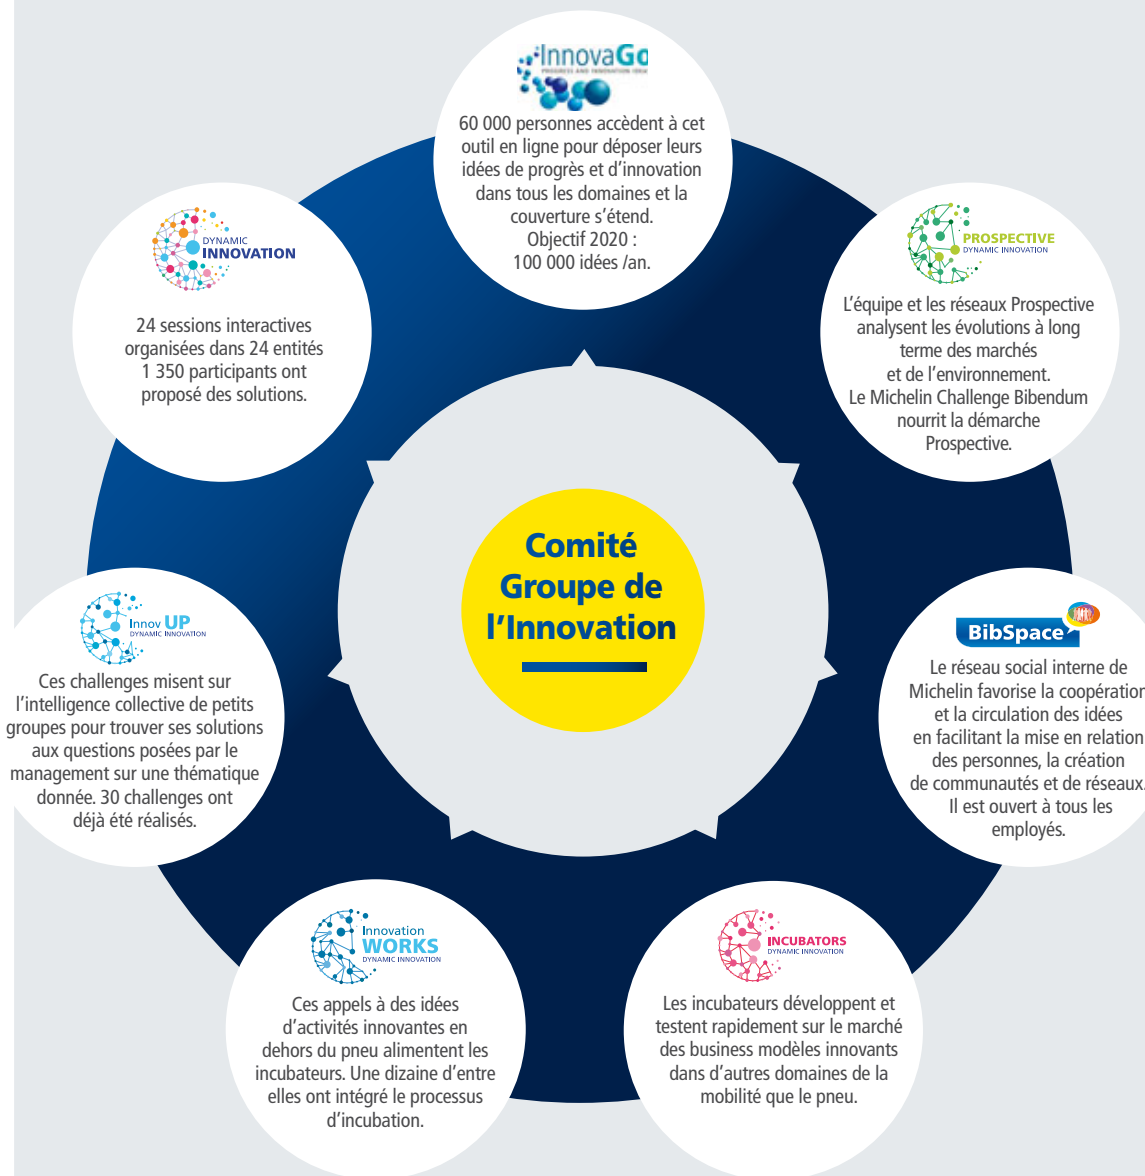 InnovaGo
PROGRESS AND INNOVATION IDEAS
60 000 personnes accèdent à cet
outil en ligne pour déposer leurs
idées de progrès et d’innovation
dans tous les domaines et la
couverture s’étend.
Objectif 2020 :
100 000 idées /an.
PROSPECTIVE
DYNAMIC INNOVATION
L’équipe et les réseaux Prospective
analysent les évolutions à long
terme des marchés
et de l’environnement.
Le Michelin Challenge Bibendum
nourrit la démarche
Prospective.
BibSpace
Le réseau social interne de
Michelin favorise la coopération
et la circulation des idées
en facilitant la mise en relation
des personnes, la création
de communautés et de réseaux.
Il est ouvert à tous les
employés.
INCUBATORS
DYNAMIC INNOVATION
Les incubateurs développent et
testent rapidement sur le marché
des business modèles innovants
dans d’autres domaines de la
mobilité que le pneu.
Innovation
WORKS
DYNAMIC INNOVATION
Ces appels à des idées
d’activités innovantes en
dehors du pneu alimentent les
incubateurs. Une dizaine d’entre
elles ont intégré le processus
d’incubation.
Innov UP
DYNAMIC INNOVATION
Ces challenges misent sur
l’intelligence collective de petits
groupes pour trouver ses solutions
aux questions posées par le
management sur une thématique
donnée. 30 challenges ont
déjà été réalisés.
DYNAMIC
INNOVATION
24 sessions interactives
organisées dans 24 entités
1 350 participants ont
proposé des solutions.
Comité
Groupe de
l’Innovation